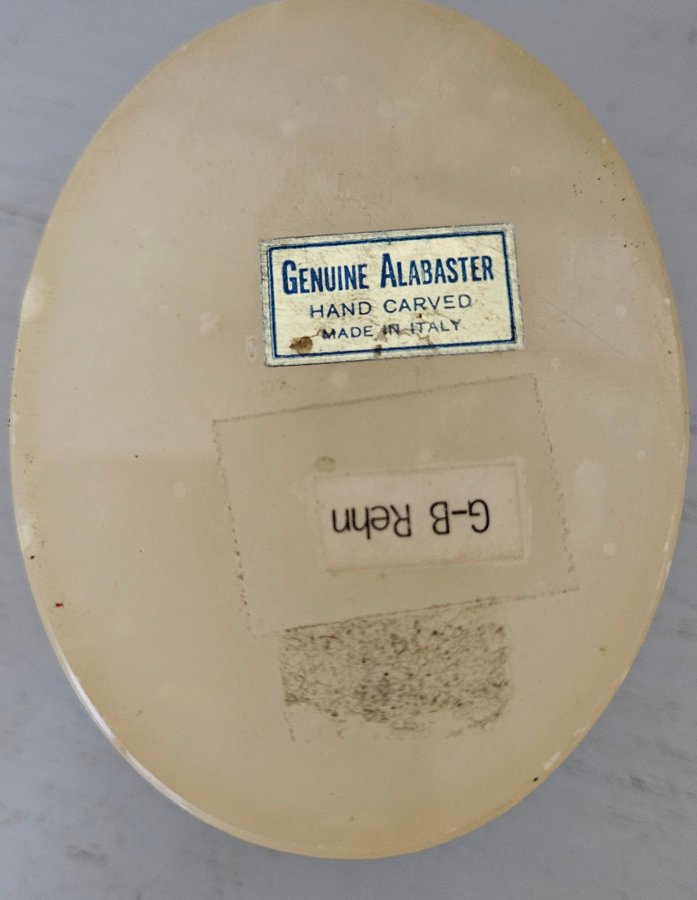 GENUINE ALABASTER
HAND CARVED
MADE IN ITALY
G-B Rehn